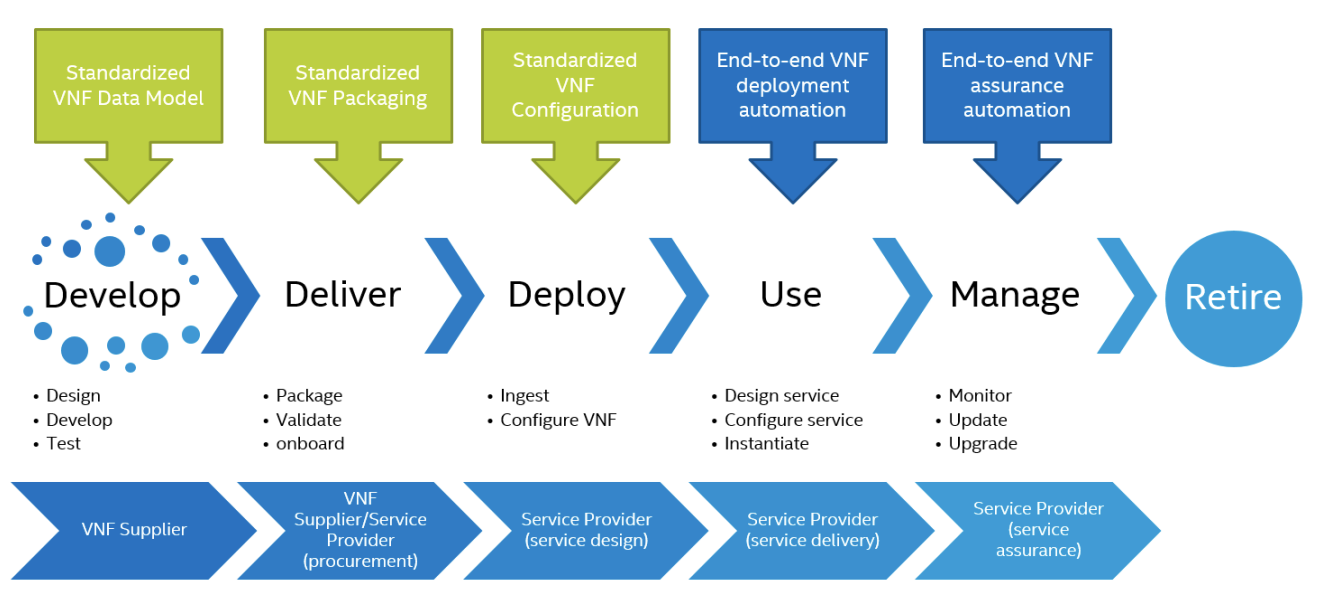 Standardized
VNF Data Model
Standardized
VNF Packaging
Standardized
VNF
Configuration
End-to-end VNF
deployment
automation
End-to-end VNF
assurance
automation
Develop
Deliver
Deploy
Use
Manage
Retire
• Design
• Develop
• Test
• Package
• Validate
• onboard
• Ingest
• Configure VNF
• Design service
• Configure service
• Instantiate
• Monitor
• Update
• Upgrade
VNF Supplier
VNF
Supplier/Service
Provider
(procurement)
Service Provider
(service design)
Service Provider
(service delivery)
Service Provider
(service
assurance)